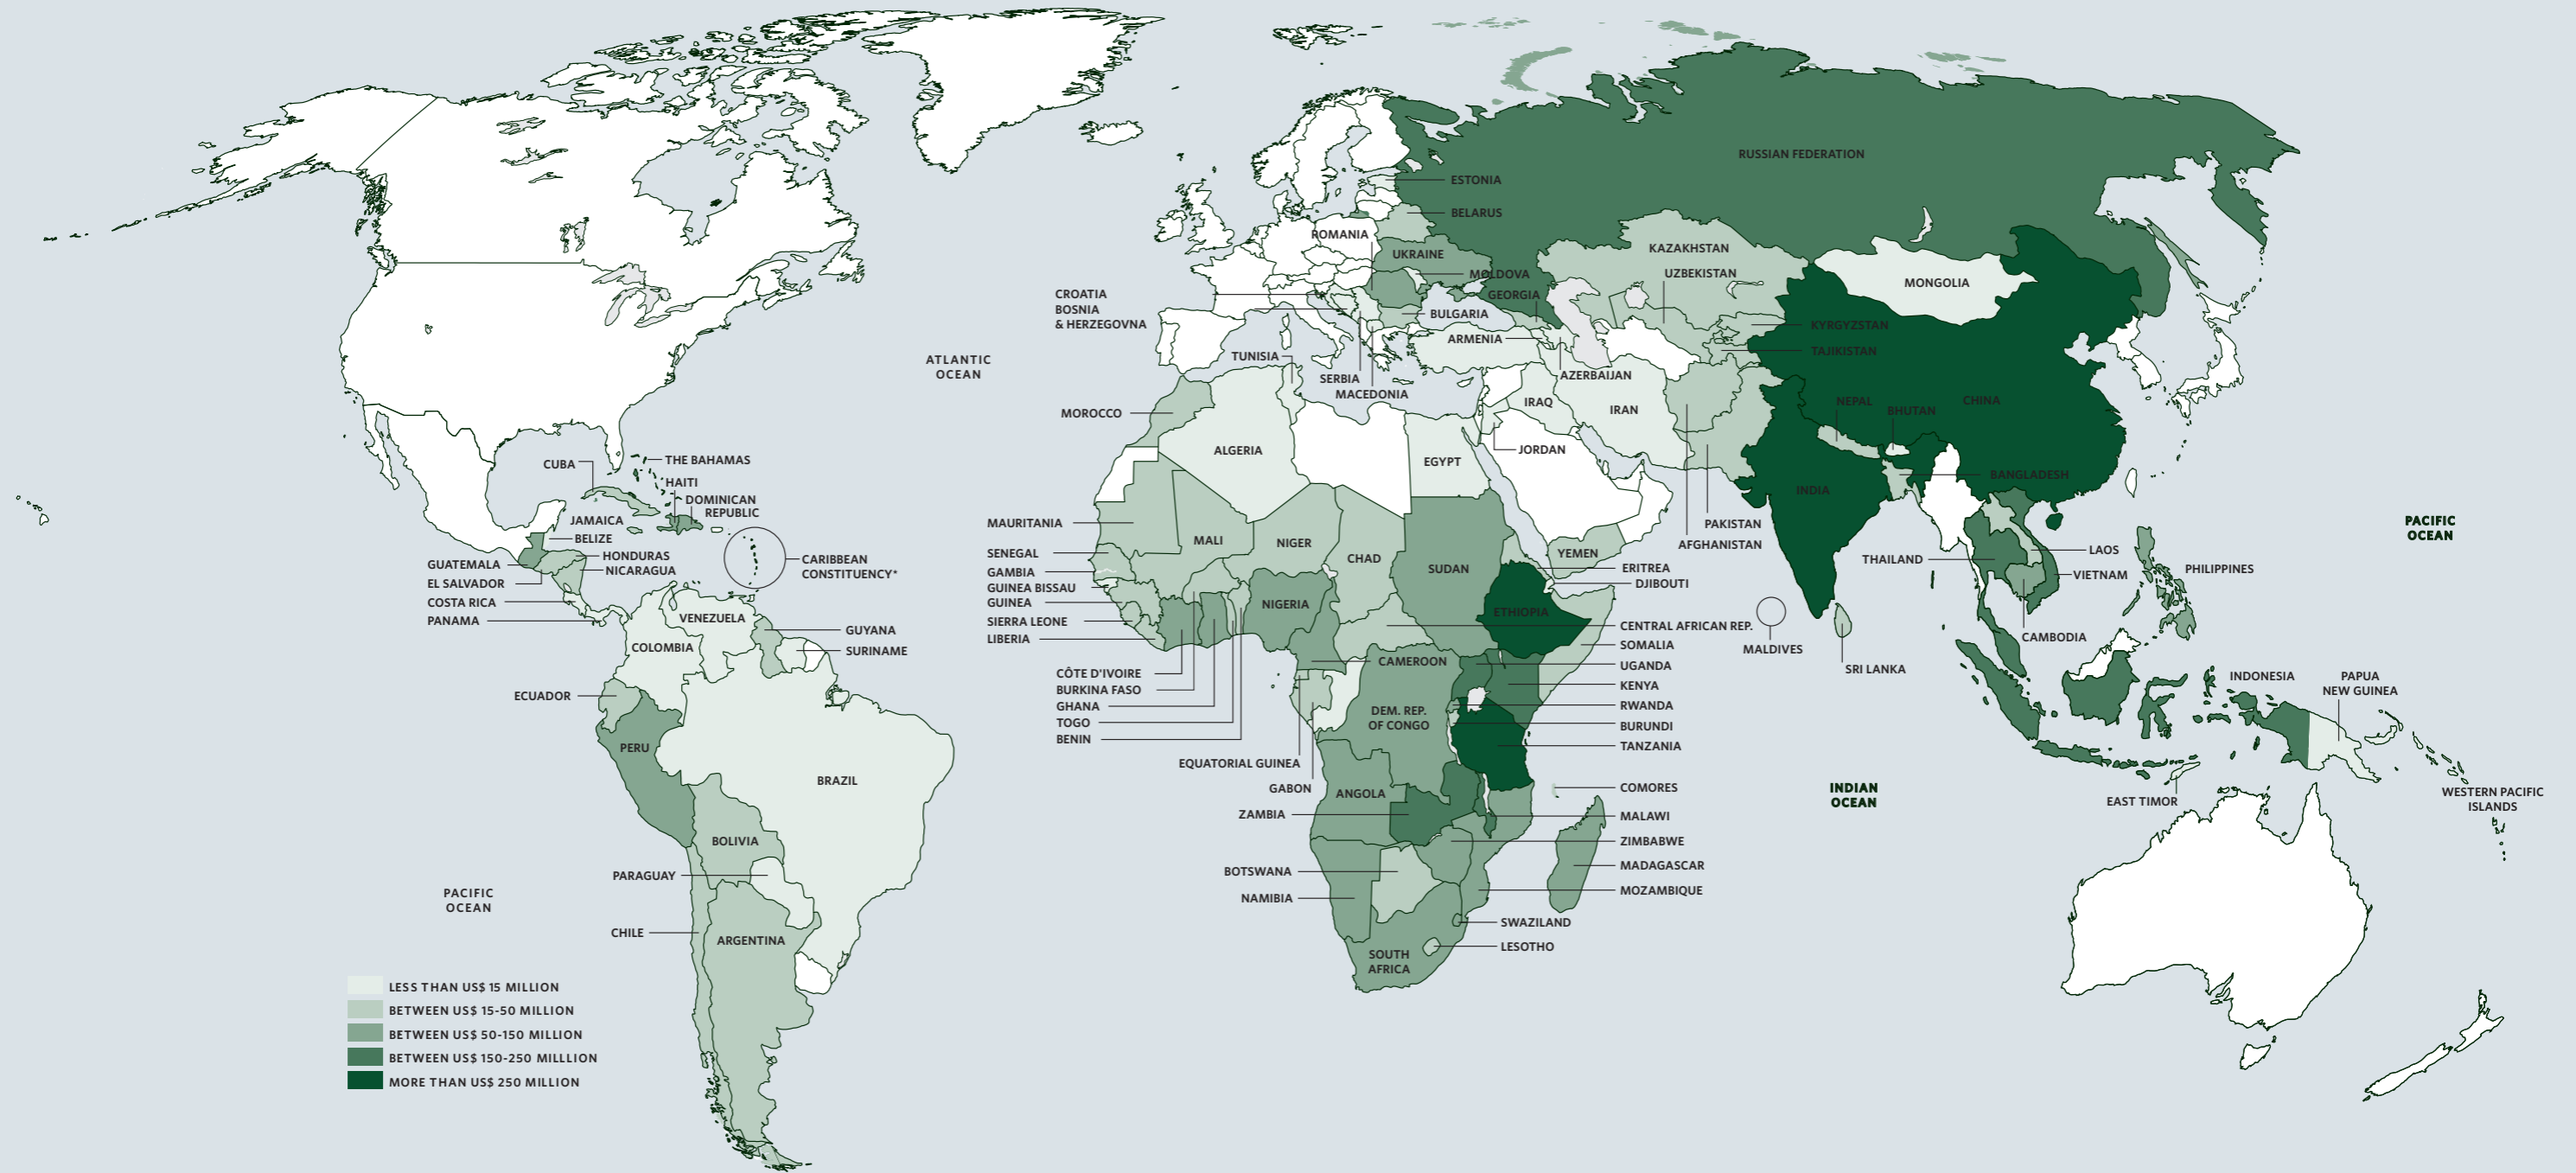 RUSSIAN FEDERATION
ESTONIA
BELARUS
ROMANIA
UKRAINE
KAZAKHSTAN
UZBEKISTAN
MOLDOVA
MONGOLIA
CROATIA
BOSNIA
& HERZEGOVNA
GEORGIA
BULGARIA
KYRGYZSTAN
ARMENIA
TAJIKISTAN
ATLANTIC
OCEAN
TUNISIA
SERBIA
AZERBAIJAN
MACEDONIA
MOROCCO
IRAQ
IRAN
NEPAL
BHUTAN
CHINA
ALGERIA
EGYPT
JORDAN
CUBA
THE BAHAMAS
HAITI
DOMINICAN
REPUBLIC
BANGLADESH
INDIA
JAMAICA
BELIZE
MAURITANIA
PAKISTAN
AFGHANISTAN
PACIFIC
OCEAN
HONDURAS
NICARAGUA
CARIBBEAN
CONSTITUENCY*
GUATEMALA
EL SALVADOR
COSTA RICA
PANAMA
SENEGAL
GAMBIA
GUINEA BISSAU
GUINEA
SIERRA LEONE
LIBERIA
MALI
NIGER
CHAD
SUDAN
YEMEN
ERITREA
DJIBOUTI
THAILAND
LAOS
VIETNAM
PHILIPPINES
NIGERIA
ETHIOPIA
VENEZUELA
GUYANA
SURINAME
COLOMBIA
CENTRAL AFRICAN REP.
SOMALIA
UGANDA
KENYA
RWANDA
BURUNDI
TANZANIA
MALDIVES
SRI LANKA
CAMBODIA
CÔTE D'IVOIRE
BURKINA FASO
GHANA
TOGO
BENIN
CAMEROON
INDONESIA
PAPUA
NEW GUINEA
ECUADOR
DEM. REP.
OF CONGO
PERU
BRAZIL
EQUATORIAL GUINEA
GABON
ANGOLA
ZAMBIA
COMORES
MALAWI
ZIMBABWE
MADAGASCAR
MOZAMBIQUE
INDIAN
OCEAN
EAST TIMOR
WESTERN PACIFIC
ISLANDS
BOLIVIA
PARAGUAY
BOTSWANA
NAMIBIA
PACIFIC
OCEAN
SWAZILAND
LESOTHO
CHILE
ARGENTINA
SOUTH
AFRICA
LESS THAN US$ 15 MILLION
BETWEEN US$ 15-50 MILLION
BETWEEN US$ 50-150 MILLION
BETWEEN US$ 150-250 MILLLION
MORE THAN US$ 250 MILLION